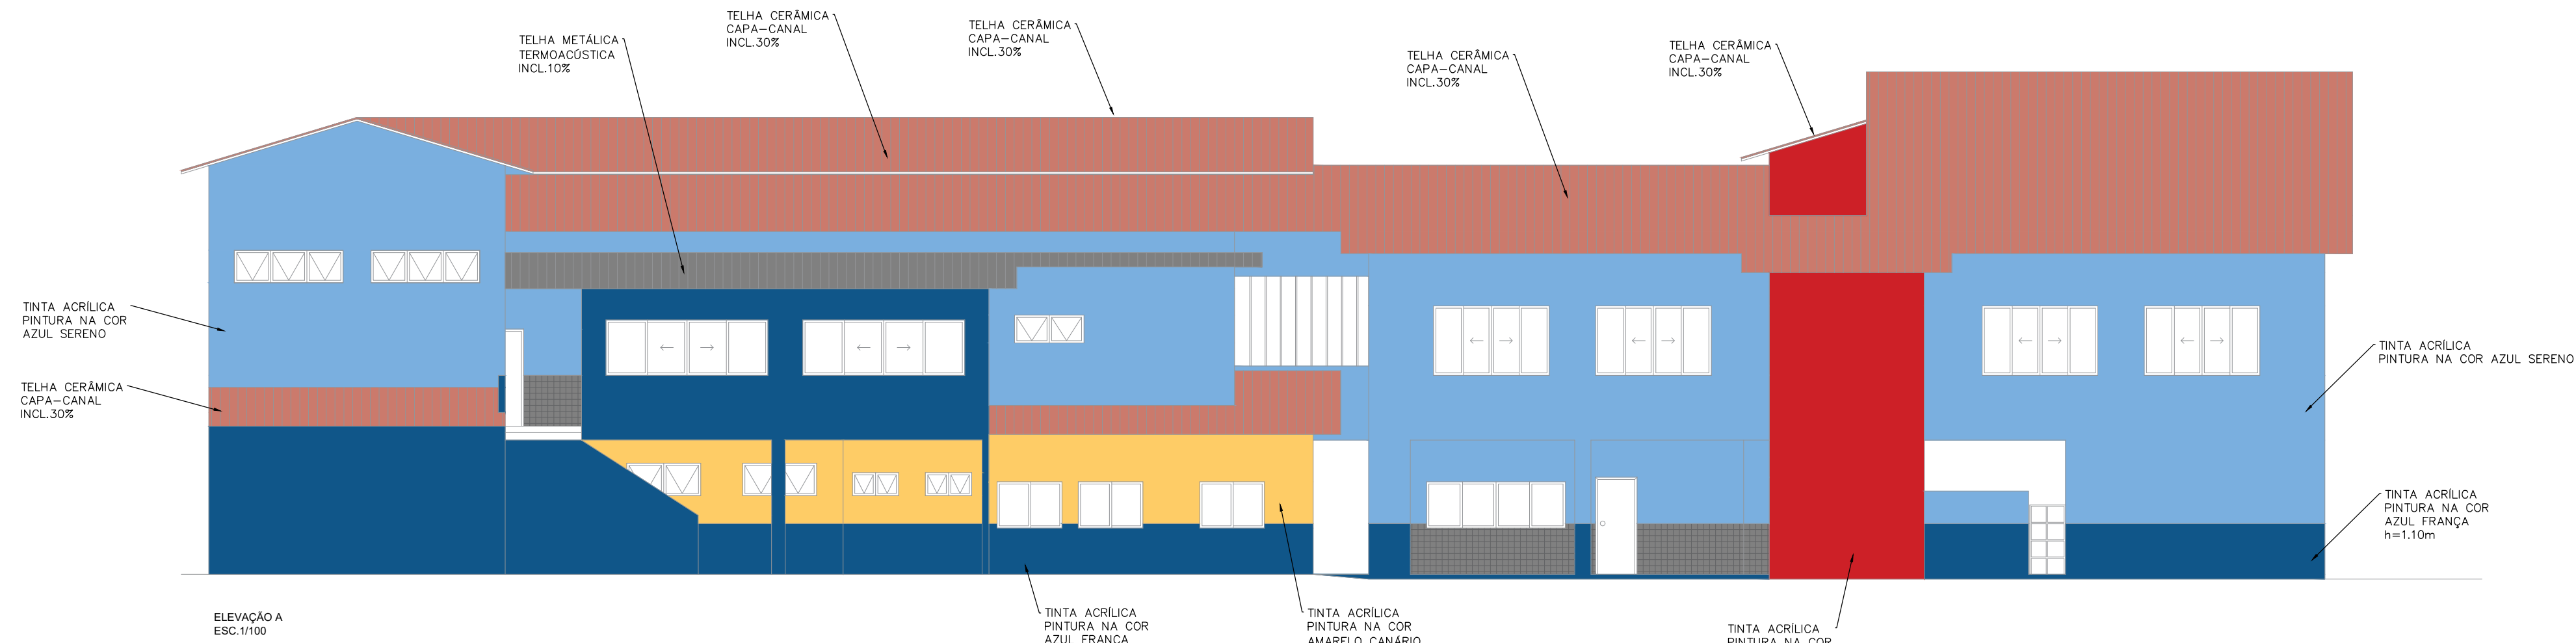 TELHA CERÂMICA
CAPA-CANAL
INCL.30%
TELHA CERÂMICA
CAPA-CANAL
INCL.30%
TELHA METÁLICA
TERMOACÚSTICA
INCL.10%
TELHA CERÂMICA
CAPA-CANAL
INCL.30%
TELHA CERÂMICA
CAPA-CANAL
INCL.30%
TINTA ACRÍLICA
PINTURA NA COR
AZUL SERENO
TELHA CERÂMICA
CAPA-CANAL
INCL.30%
TINTA ACRÍLICA
PINTURA NA COR AZUL SERENO
TINTA ACRÍLICA
PINTURA NA COR
AZUL FRANÇA
h=1.10m
ELEVAÇÃO A
ESC.1/100
TINTA ACRÍLICA
PINTURA NA COR
AZUL FRANÇA
TINTA ACRÍLICA
PINTURA NA COR
AMARELO CANÁRIO
TINTA ACRÍLICA
PINTURA NA COR